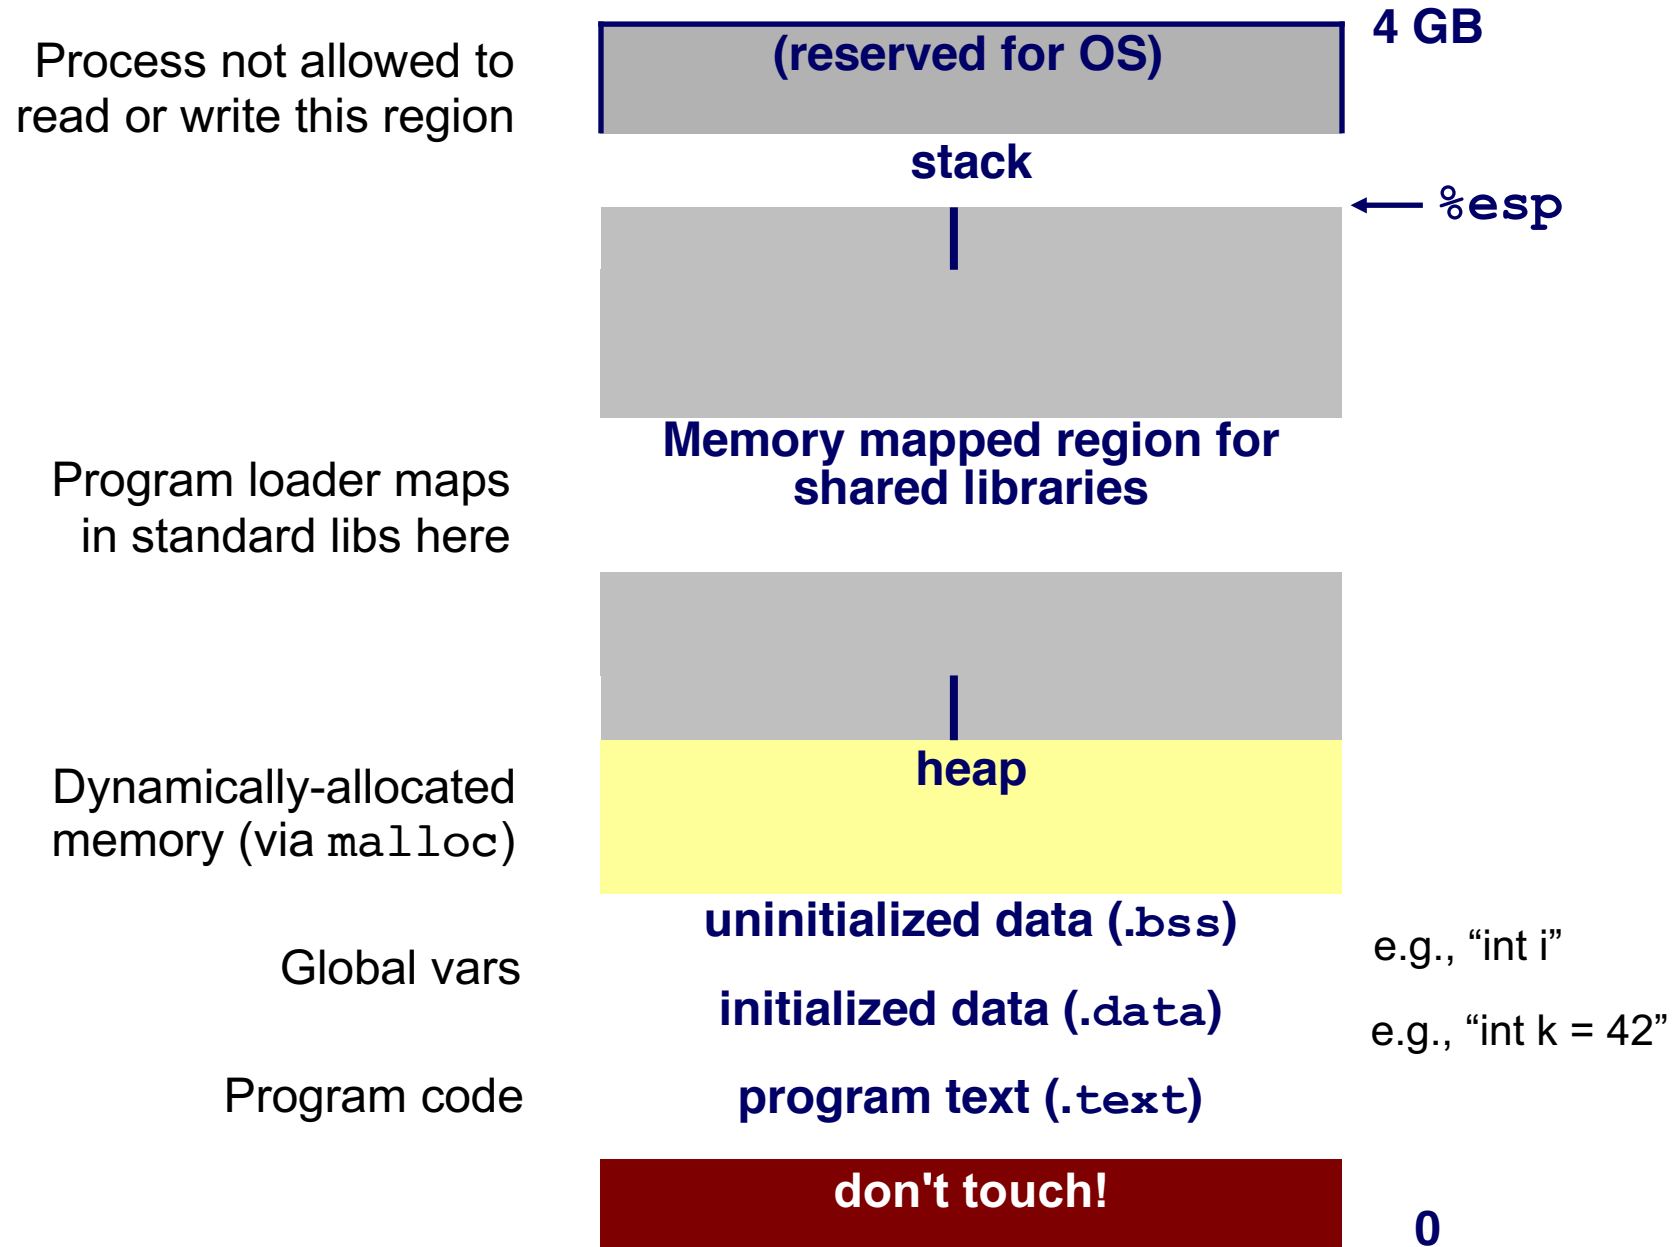 4 GB
Process not allowed to
read or write this region
(reserved for OS)
stack
%esp
Memory mapped region for
shared libraries
Program loader maps
in standard libs here
heap
Dynamically-allocated
memory (via malloc)
uninitialized data (.bss)
e.g., “int i”
Global vars
initialized data (.data)
e.g., “int k = 42”
Program code
program text (.text)
don't touch!
0